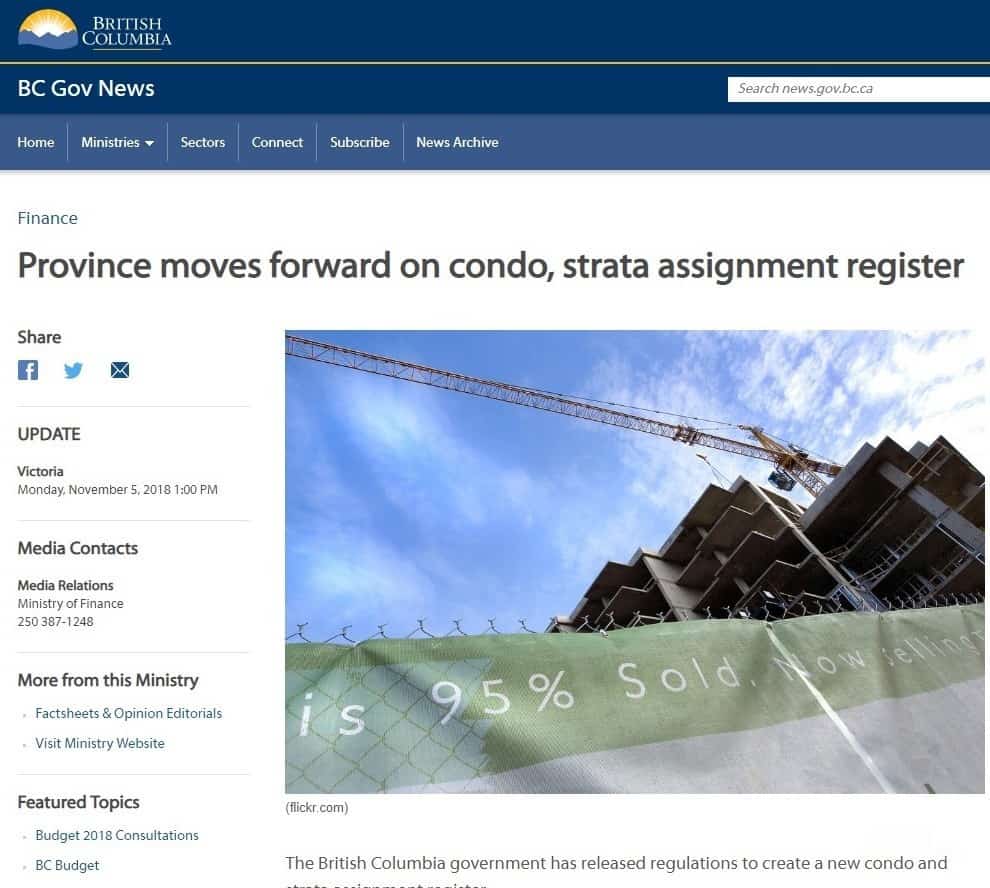 BRITISH
COLUMBIA
BC Gov News
Search news.gov.bc.ca
Home
Ministries
Sectors
Connect
Subscribe
News Archive
Finance
Province moves forward on condo, strata assignment register
Share
UPDATE
Victoria
Monday, November 5, 2018 1:00 PM
Media Contacts
Media Relations
Ministry of Finance
250 387-1248
More from this Ministry
Factsheets & Opinion Editorials
Visit Ministry Website
Featured Topics
Budget 2018 Consultations
BC Budget
is 95% Sold. Now selling
(flickr.com)
The British Columbia government has released regulations to create a new condo and
strata assignment register